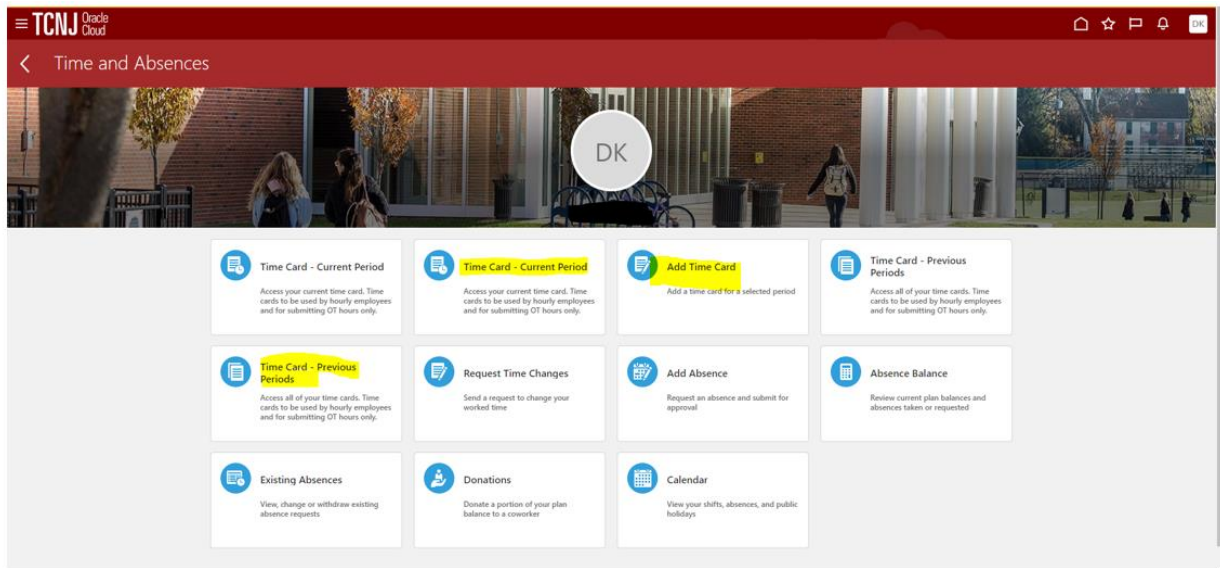 TCNJ Oracle Cloud
DK
Time and Absences
DK
Time Card - Current Period
Access your current time card. Time
cards to be used by hourly employees
and for submitting OT hours only.
Time Card - Current Period
Access your current time card. Time
cards to be used by hourly employees
and for submitting OT hours only.
Add Time Card
Add a time card for a selected period
Time Card - Previous
Periods
Access all of your time cards. Time
cards to be used by hourly employees
and for submitting OT hours only.
Time Card - Previous
Periods
Access all of your time cards. Time
cards to be used by hourly employees
and for submitting OT hours only.
Request Time Changes
Send a request to change your
worked time
Add Absence
Request an absence and submit for
approval
Absence Balance
Review current plan balances and
absences taken or requested
Existing Absences
View, change or withdraw existing
absence requests
Donations
Donate a portion of your plan
balance to a coworker
Calendar
View your shifts, absences, and public
holidays